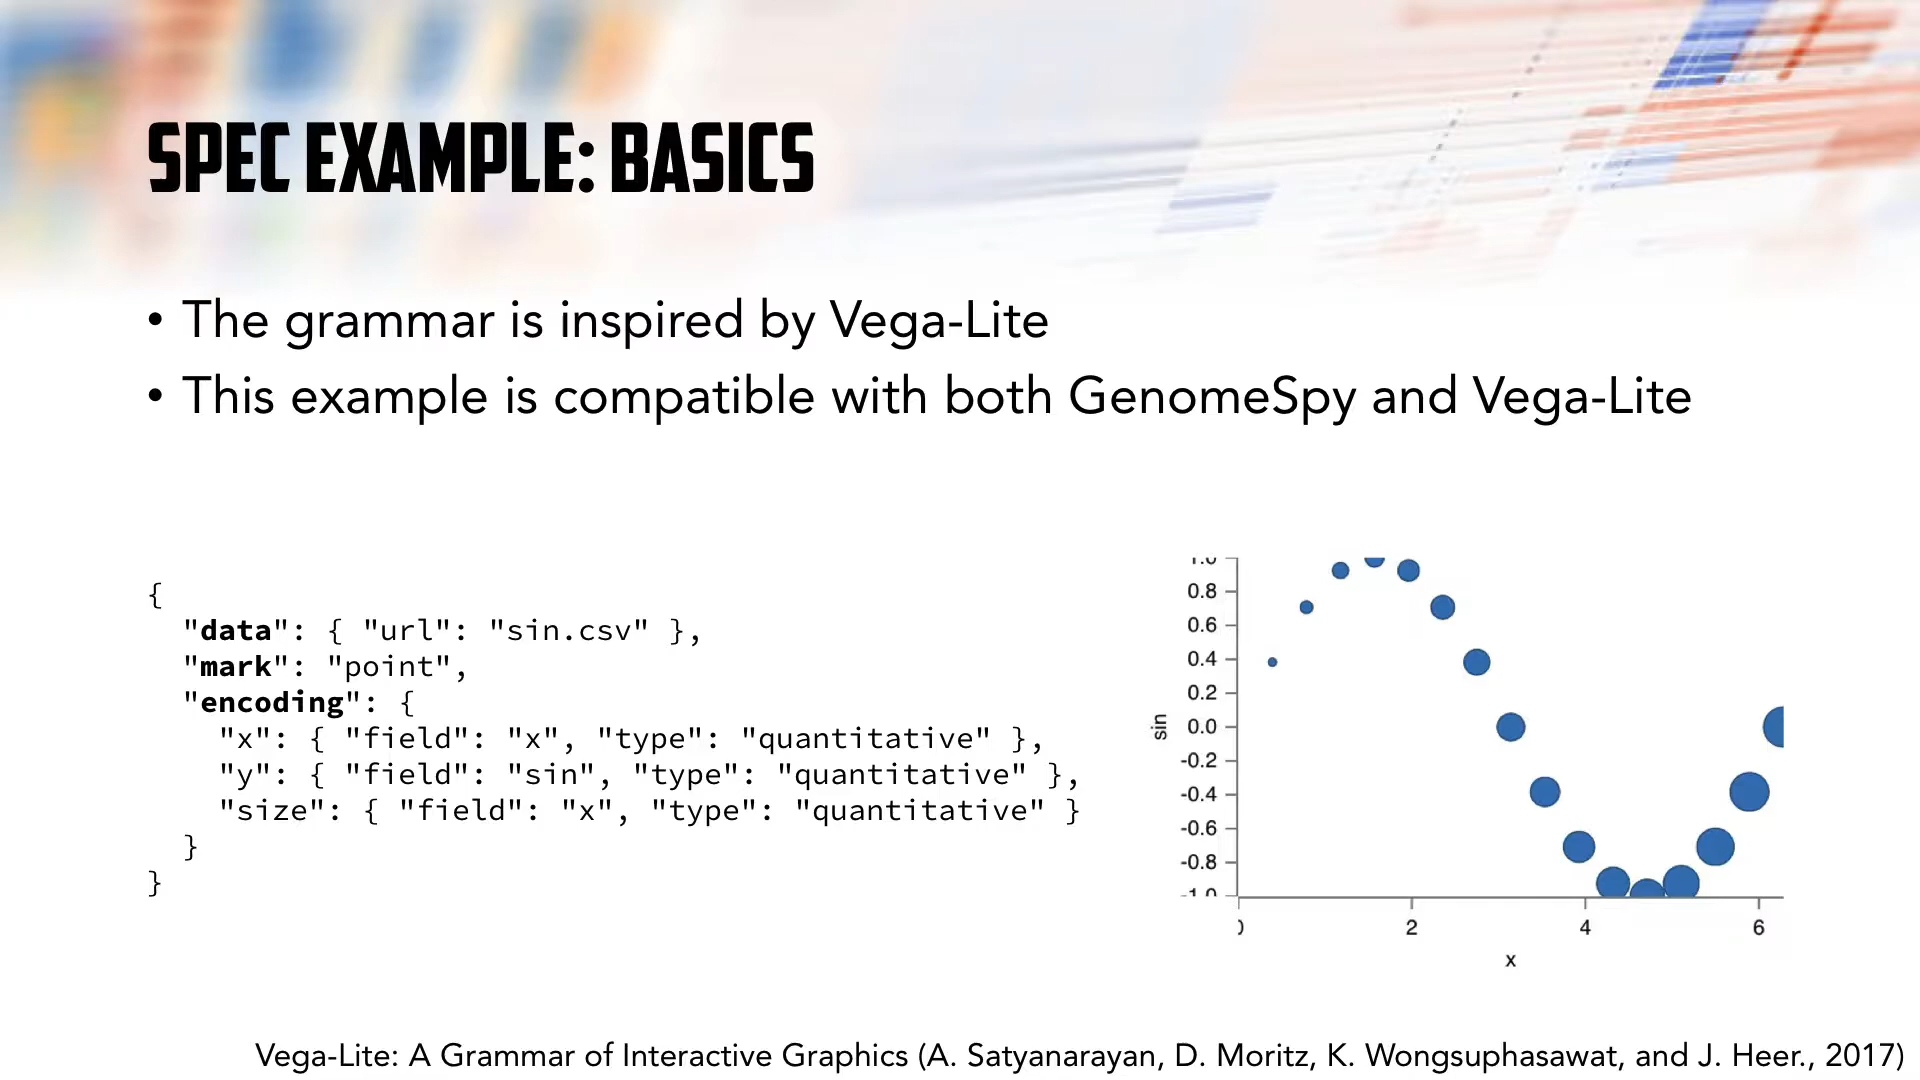 SPEC EXAMPLE: BASICS
• The grammar is inspired by Vega-Lite
• This example is compatible with both GenomeSpy and Vega-Lite
{
"data": { "url": "sin.csv" },
"mark": "point",
"encoding": {
"x": { "field": "x", "type": "quantitative" },
"y": { "field": "sin", "type": "quantitative" },
"size": { "field": "x", "type": "quantitative" }
}
}
1.0
0.8
0.6
0.4
0.2
0.0
-0.2
-0.4
-0.6
-0.8
-1.0
sin
0 2 4 6
x
Vega-Lite: A Grammar of Interactive Graphics (A. Satyanarayan, D. Moritz, K. Wongsuphasawat, and J. Heer., 2017)